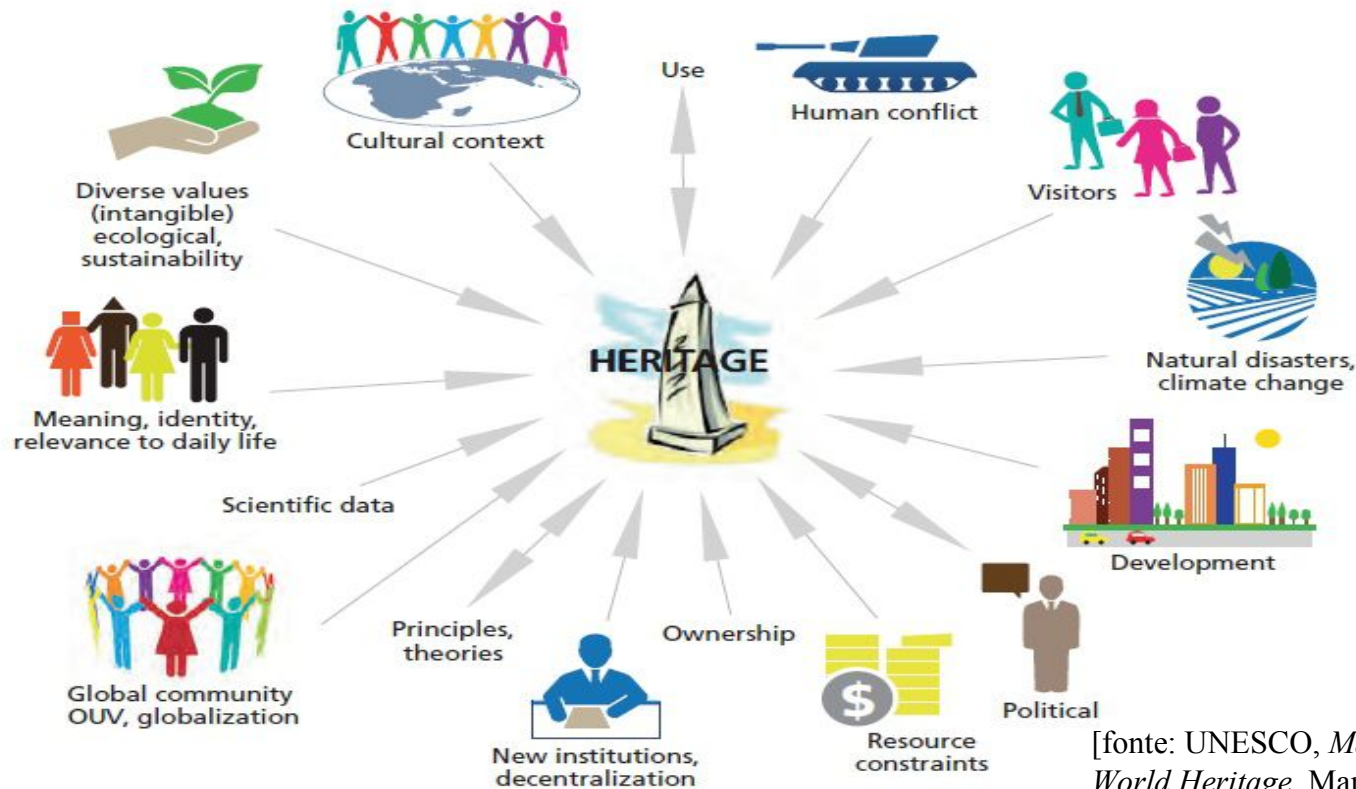 Use
Human conflict
Cultural context
Visitors
Diverse values
(intangible)
ecological,
sustainability
HERITAGE
Natural disasters,
climate change
Meaning, identity,
relevance to daily life
Scientific data
Development
Principles,
theories
Ownership
Global community
OUV, globalization
$
Political
New institutions,
decentralization
Resource
constraints
[fonte: UNESCO,
World Heritage,